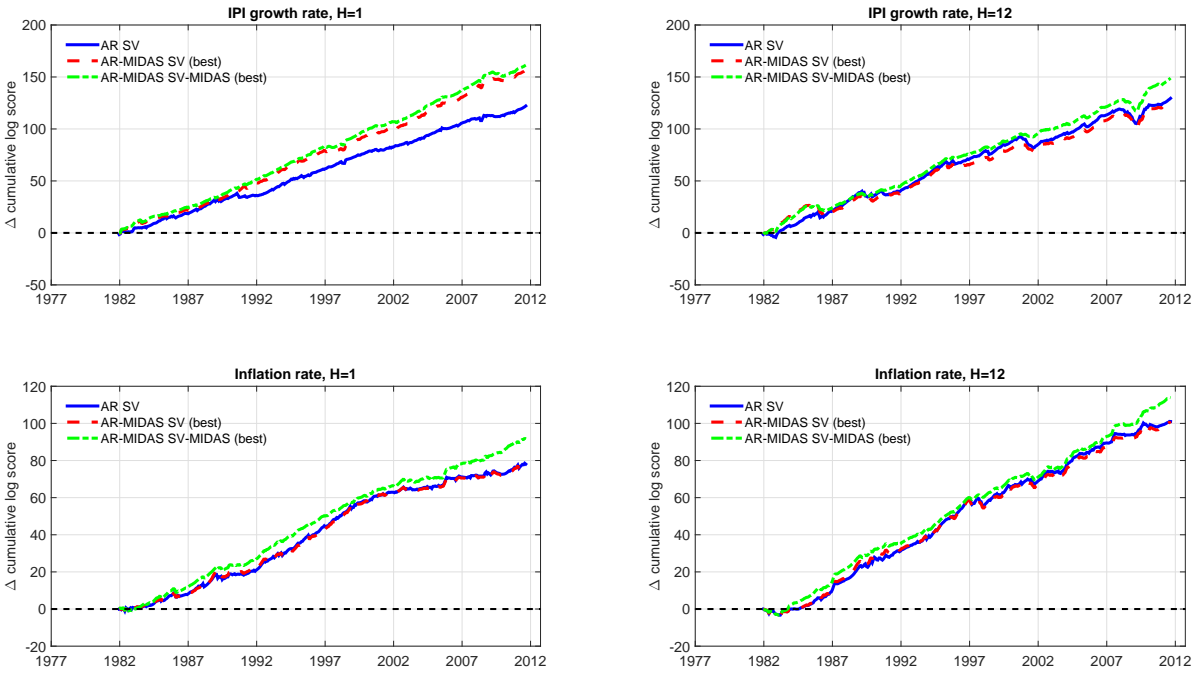 IPI growth rate, H=1
Δ cumulative log score
200
150
100
50
0
-50
1977 1982 1987 1992 1997 2002 2007 2012
AR SV
AR-MIDAS SV (best)
AR-MIDAS SV-MIDAS (best)
IPI growth rate, H=12
Δ cumulative log score
200
150
100
50
0
-50
1977 1982 1987 1992 1997 2002 2007 2012
AR SV
AR-MIDAS SV (best)
AR-MIDAS SV-MIDAS (best)
Inflation rate, H=1
Δ cumulative log score
120
100
80
60
40
20
0
-20
1977 1982 1987 1992 1997 2002 2007 2012
AR SV
AR-MIDAS SV (best)
AR-MIDAS SV-MIDAS (best)
Inflation rate, H=12
Δ cumulative log score
120
100
80
60
40
20
0
-20
1977 1982 1987 1992 1997 2002 2007 2012
AR SV
AR-MIDAS SV (best)
AR-MIDAS SV-MIDAS (best)